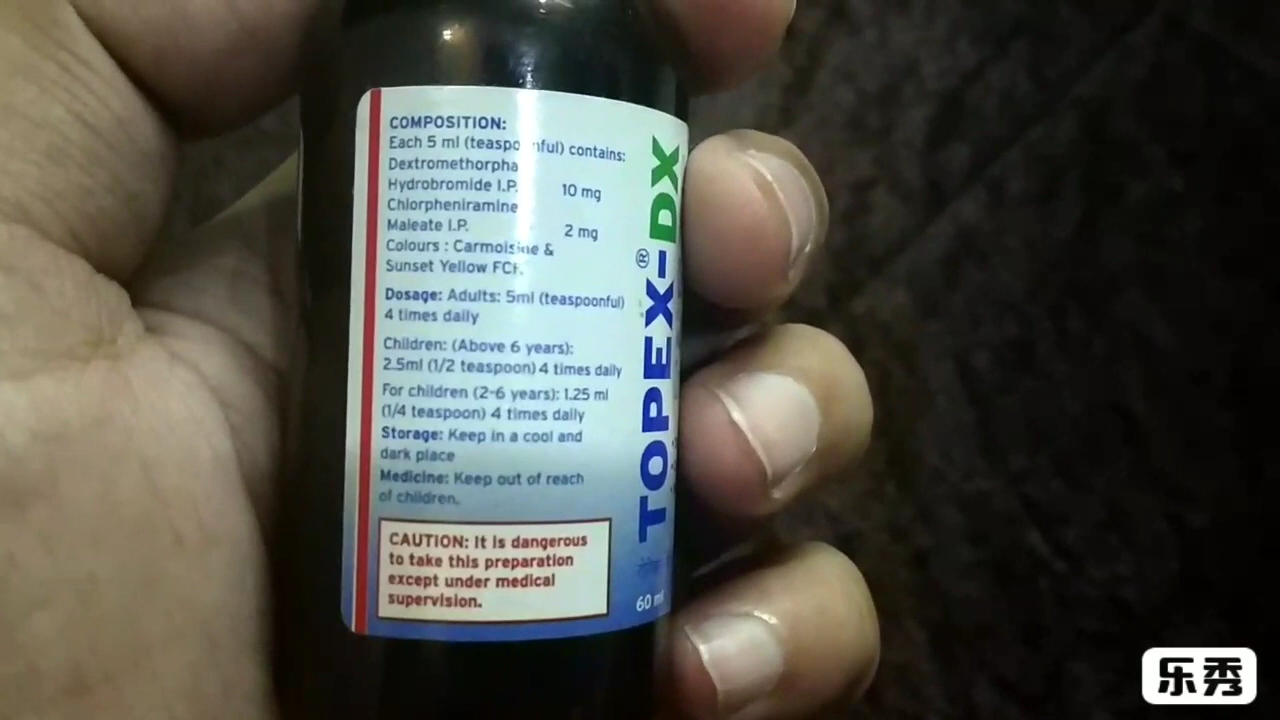 COMPOSITION:
Each 5 ml (teaspoonful) contains:
Dextromethorpha
Hydrobromide I.P. 10 mg
Chlorpheniramine
Maleate I.P. 2 mg
Colours : Carmoisine &
Sunset Yellow FCF.
Dosage: Adults: 5ml (teaspoonful)
4 times daily
Children: (Above 6 years):
2.5ml (1/2 teaspoon) 4 times daily
For children (2-6 years): 1.25 ml
(1/4 teaspoon) 4 times daily
Storage: Keep in a cool and
dark place
Medicine: Keep out of reach
of children.
CAUTION: It is dangerous
to take this preparation
except under medical
supervision.
TOPEX®-DX
60 ml
乐秀